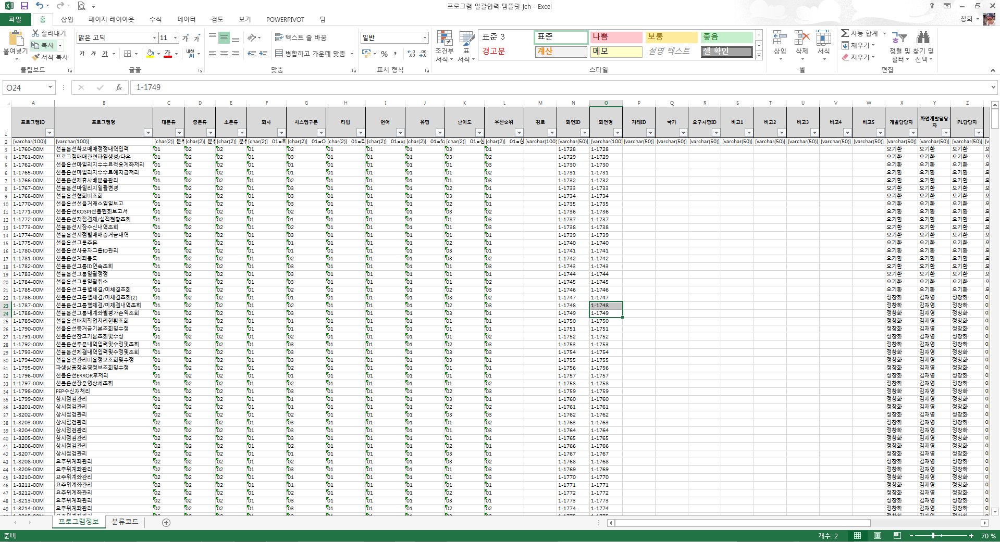 프로그램 일괄입력 템플릿-jch - Excel
파일 홈 삽입 페이지 레이아웃 수식 데이터 검토 보기 POWERPIVOT 팀 창화
붙여넣기 잘라내기 복사 서식 복사 클립보드
맑은 고딕 11 가 가 가 가 가 가 내천 글꼴
텍스트 줄 바꿈 병합하고 가운데 맞춤 맞춤
일반 % 표시 형식
조건부 서식 표 서식 표준 3 표준 나쁨 보통 좋음
경고문 계산 메모 설명 텍스트 셀 확인 스타일
삽입 삭제 서식 셀
자동 합계 채우기 지우기 정렬 및 필터 찾기 및 선택 편집
O24 fx 1-1749
A B C D E F G H I J K L M N O P Q R S T U V W X Y Z
1 프로그램ID 프로그램명 대분류 중분류 소분류 회사 시스템구분 타입 언어 유형 난이도 우선순위 경로 화면ID 화면명 거래ID 국가 요구사항ID 비고1 비고2 비고3 비고4 비고5 개발담당자 화면개발담당자 PL담당자
2 [varchar(100)] [varchar(100)] [char(2)] 분류 [char(2)] 분류 [char(2)] 분류 [char(2)] 01=회 [char(2)] 01=O [char(2)] 01=타 [char(2)] 01=xp [char(2)] 01=fo [char(2)] 01=상 [char(2)] 01=상 [varchar(100)] [varchar(50)] [varchar(100)] [varchar(50)] [varchar(50)] [varchar(50)] [varchar(50)] [varchar(50)] [varchar(50)] [varchar(50)] [varchar(50)] [varchar(50)] [varchar(50)] [varchar(50)]
3 1-1760-00M 선물옵션착오매매정정내역입력 01 02 02 01 02 01 01 01 03 01 1-1728 1-1728 오기환 오기환 오기환
4 1-1761-00M 프로그램매매관련파일생성/다운 01 02 02 01 03 01 01 01 03 02 1-1729 1-1729 오기환 오기환 오기환
5 1-1762-00M 선물옵션마일리지수수료적용계좌처리 01 02 02 01 01 01 01 01 01 03 1-1730 1-1730 오기환 오기환 오기환
6 1-1765-00M 선물옵션마일리지수수료예치금처리 01 02 02 01 01 01 01 01 01 02 1-1731 1-1731 오기환 오기환 오기환
7 1-1766-00M 선물옵션제휴사배분율관리 01 02 02 01 02 01 01 01 01 01 1-1732 1-1732 오기환 오기환 오기환
8 1-1767-00M 선물옵션마일리지일괄변경 01 02 02 01 03 01 01 01 02 01 1-1733 1-1733 오기환 오기환 오기환
9 1-1768-00M 선물옵션협회비조회 01 02 02 01 03 01 01 01 03 01 1-1734 1-1734 오기환 오기환 오기환
10 1-1770-00M 선물옵션선물거래소일일보고 01 02 02 01 03 01 01 01 02 01 1-1735 1-1735 오기환 오기환 오기환
11 1-1771-00M 선물옵션KOSPI선물협회보고서 01 02 02 01 02 01 01 01 03 02 1-1736 1-1736 오기환 오기환 오기환
12 1-1772-00M 선물옵션지점결제/실적현황조회 01 02 02 01 01 01 01 01 01 03 1-1737 1-1737 오기환 오기환 오기환
13 1-1773-00M 선물옵션시장수신내역조회 01 02 02 01 02 01 01 01 01 03 1-1738 1-1738 오기환 오기환 오기환
14 1-1774-00M 선물옵션지점별매매증거금내역 01 02 02 01 03 01 01 01 01 01 1-1739 1-1739 오기환 오기환 오기환
15 1-1775-00M 선물옵션그룹주문 01 02 02 01 01 01 01 01 02 01 1-1740 1-1740 오기환 오기환 오기환
16 1-1780-00M 선물옵션사용자그룹ID관리 01 02 02 01 01 01 01 01 03 01 1-1741 1-1741 오기환 오기환 오기환
17 1-1781-00M 선물옵션계좌등록 01 02 02 01 02 01 01 01 03 02 1-1742 1-1742 오기환 오기환 오기환
18 1-1782-00M 선물옵션그룹ID연속조회 01 02 02 01 03 01 01 01 01 03 1-1743 1-1743 오기환 오기환 오기환
19 1-1783-00M 선물옵션그룹일괄정정 01 02 02 01 03 01 01 01 01 01 1-1744 1-1744 오기환 오기환 오기환
20 1-1784-00M 선물옵션그룹일괄취소 01 02 02 01 03 01 01 01 01 02 1-1745 1-1745 오기환 오기환 오기환
21 1-1785-00M 선물옵션그룹별체결/미체결조회 01 02 02 01 02 01 01 01 02 03 1-1746 1-1746 오기환 오기환 오기환
22 1-1786-00M 선물옵션그룹별체결/미체결조회(2) 01 02 02 01 01 01 01 01 03 02 1-1747 1-1747 정창화 김재영 정창화
23 1-1787-00M 선물옵션그룹별체결/미체결내역조회 01 02 02 01 02 01 01 01 02 03 1-1748 1-1748 정창화 김재영 정창화
24 1-1788-00M 선물옵션그룹내계좌별평가손익조회 01 02 02 01 03 01 01 01 03 01 1-1749 1-1749 정창화 김재영 정창화
25 1-1789-00M 선물옵션배치작업처리현황조회 01 02 02 01 01 01 01 01 01 01 1-1750 1-1750 정창화 김재영 정창화
26 1-1790-00M 선물옵션증거금기본조회및수정 01 02 02 01 01 01 01 01 01 01 1-1751 1-1751 정창화 김재영 정창화
27 1-1791-00M 선물옵션잔고기본조회및수정 01 02 02 01 02 01 01 01 01 02 1-1752 1-1752 정창화 김재영 정창화
28 1-1792-00M 선물옵션주문내역입력및수정및조회 01 02 02 01 03 01 01 01 02 03 1-1753 1-1753 정창화 김재영 정창화
29 1-1793-00M 선물옵션체결내역입력및수정및조회 01 02 02 01 03 01 01 01 03 03 1-1754 1-1754 정창화 김재영 정창화
30 1-1794-00M 선물옵션관리비율정보조회및수정 01 02 02 01 03 01 01 01 03 02 1-1755 1-1755 정창화 김재영 정창화
31 1-1795-00M 파생상품장운영정보조회및수정 01 02 02 01 02 01 01 01 01 01 1-1756 1-1756 정창화 김재영 정창화
32 1-1796-00M 선물옵션ERROR후처리 01 02 02 01 01 01 01 01 01 01 1-1757 1-1757 정창화 김재영 정창화
33 1-1797-00M 선물옵션장운영상세조회 01 02 02 01 02 01 01 01 01 02 1-1758 1-1758 정창화 김재영 정창화
34 1-1798-00M FEP수신재처리 01 02 02 01 03 01 01 01 02 03 1-1759 1-1759 정창화 김재영 정창화
35 1-1799-00M 상시점검관리 01 02 02 01 01 01 01 01 03 01 1-1760 1-1760 정창화 김재영 정창화
36 1-8201-00M 상시점검관리 01 02 02 01 01 01 01 01 02 02 1-1761 1-1761 정창화 김재영 정창화
37 1-8202-00M 상시점검관리 02 02 02 01 02 01 01 01 03 03 1-1762 1-1762 정창화 김재영 정창화
38 1-8203-00M 상시점검관리 02 02 02 01 03 01 01 01 01 02 1-1763 1-1763 정창화 김재영 정창화
39 1-8204-00M 상시점검관리 02 02 02 01 03 01 01 01 01 03 1-1764 1-1764 정창화 김재영 정창화
40 1-8205-00M 상시점검관리 02 02 02 01 03 01 01 01 01 01 1-1765 1-1765 정창화 김재영 정창화
41 1-8206-00M 상시점검관리 02 02 02 01 02 01 01 01 02 01 1-1766 1-1766 정창화 김재영 정창화
42 1-8207-00M 상시점검관리 02 02 02 01 01 01 01 01 03 01 1-1767 1-1767 정창화 김재영 정창화
43 1-8208-00M 요주위계좌관리 02 02 02 01 02 01 01 01 03 02 1-1768 1-1768 정창화 김재영 정창화
44 1-8209-00M 요주위계좌관리 02 02 02 01 03 01 01 01 01 03 1-1769 1-1769 정창화 김재영 정창화
45 1-8210-00M 요주위계좌관리 02 02 02 01 01 01 01 01 01 03 1-1770 1-1770 정창화 김재영 정창화
46 1-8211-00M 요주위계좌관리 02 02 02 01 01 01 01 01 01 01 1-1771 1-1771 정창화 김재영 정창화
47 1-8212-00M 요주위계좌관리 02 02 02 01 02 01 01 01 02 01 1-1772 1-1772 정창화 김재영 정창화
48 1-8213-00M 요주위계좌관리 02 02 02 01 03 01 01 01 03 01 1-1773 1-1773 정창화 김재영 정창화
49 1-8214-00M 요주위계좌관리 02 02 02 01 03 01 01 01 02 02 1-1774 1-1774 정창화 김재영 정창화
프로그램정보 분류코드
준비 개수: 2 70 %